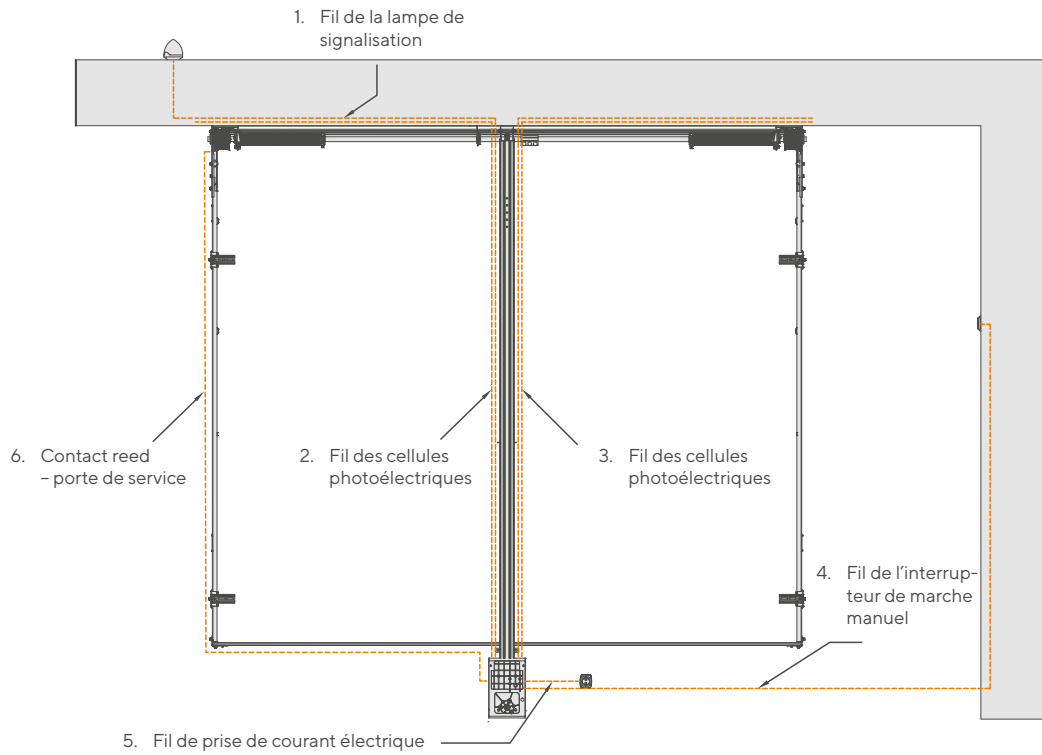 1. Fil de la lampe de
signalisation
6. Contact reed
– porte de service
2. Fil des cellules
photoélectriques
3. Fil des cellules
photoélectriques
4. Fil de l’interrup-
teur de marche
manuel
5. Fil de prise de courant électrique